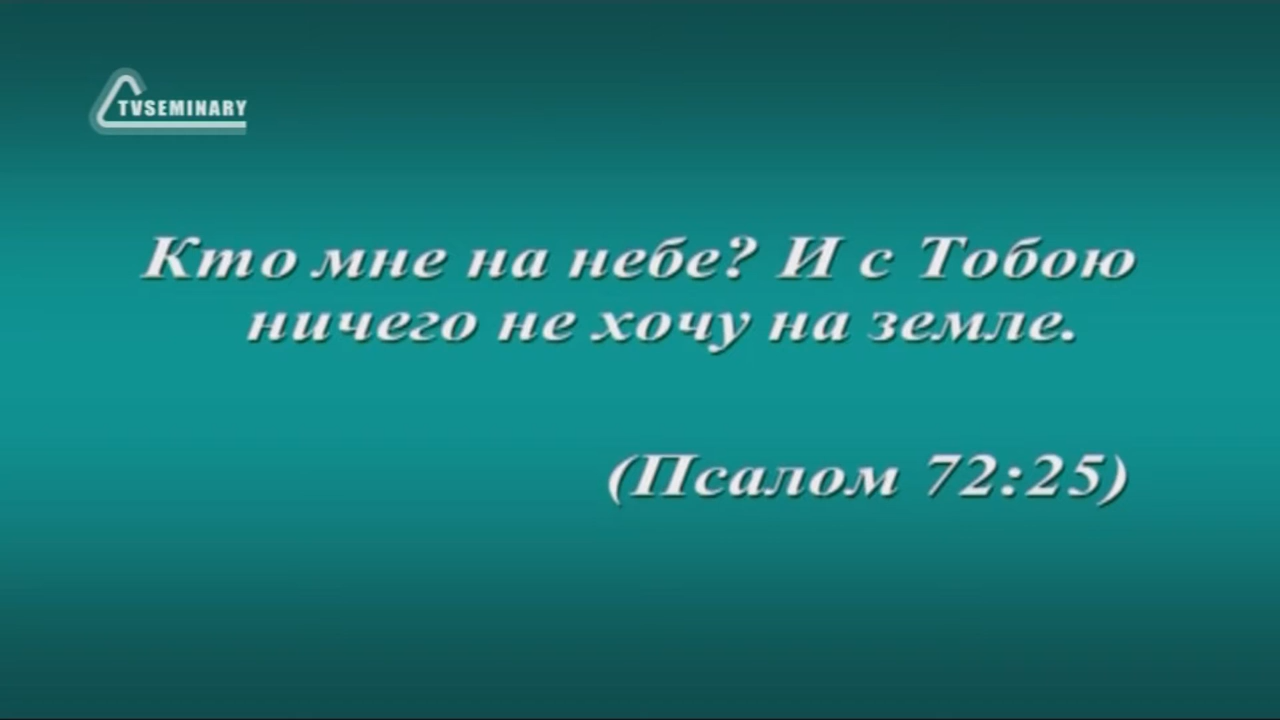 TVSEMINARY
Кто мне на небе? И с Тобою
ничего не хочу на земле.
(Псалом 72:25)